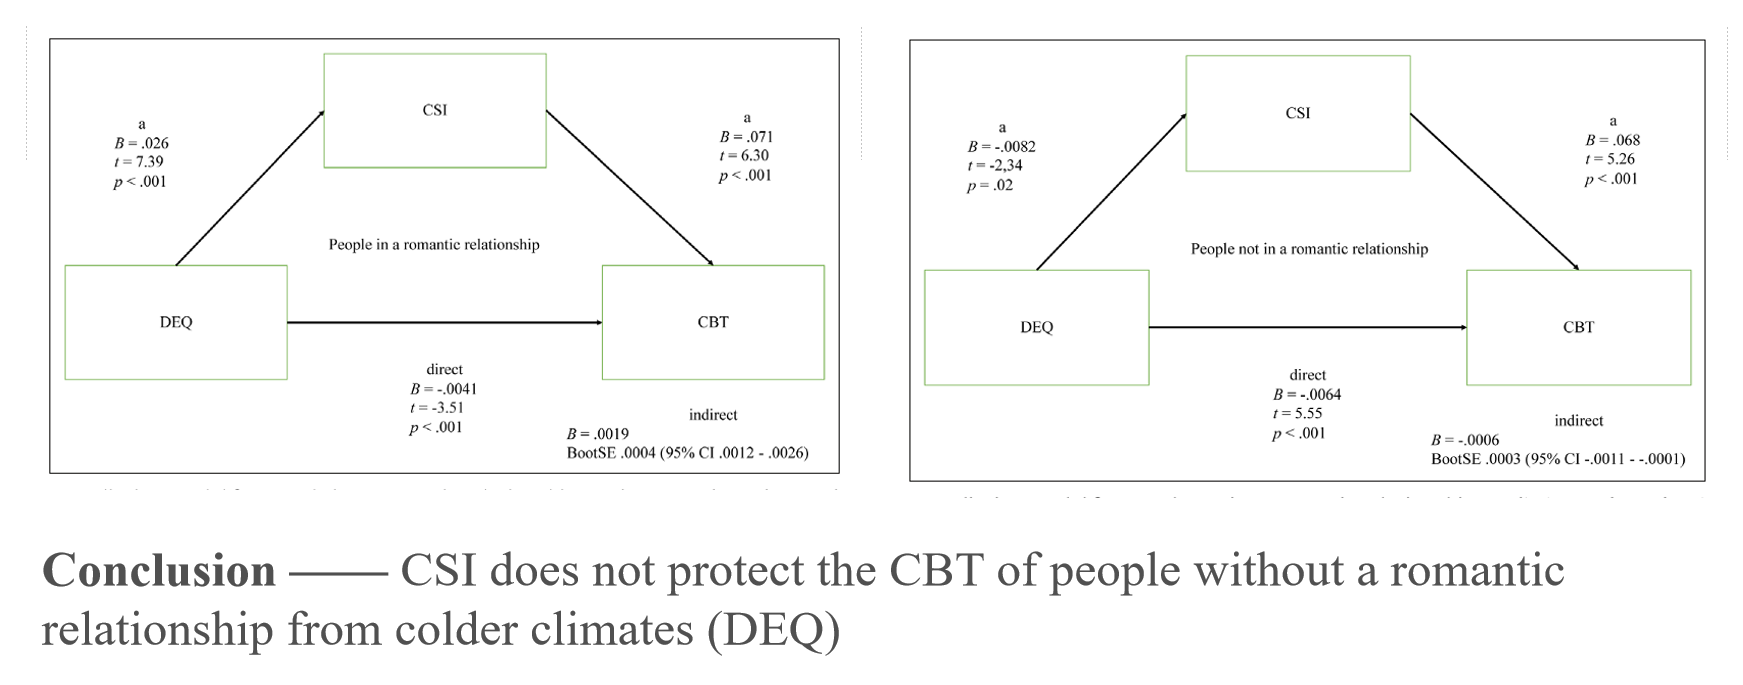 CSI
a
B = .026
t = 7.39
p < .001
a
B = .071
t = 6.30
p < .001
People in a romantic relationship
DEQ
CBT
direct
B = -.0041
t = -3.51
p < .001
indirect
B = .0019
BootSE .0004 (95% CI .0012 - .0026)
CSI
a
B = -.0082
t = -2,34
p = .02
a
B = .068
t = 5.26
p < .001
People not in a romantic relationship
DEQ
CBT
direct
B = -.0064
t = 5.55
p < .001
indirect
B = -.0006
BootSE .0003 (95% CI -.0011 - -.0001)
Conclusion —— CSI does not protect the CBT of people without a romantic
relationship from colder climates (DEQ)